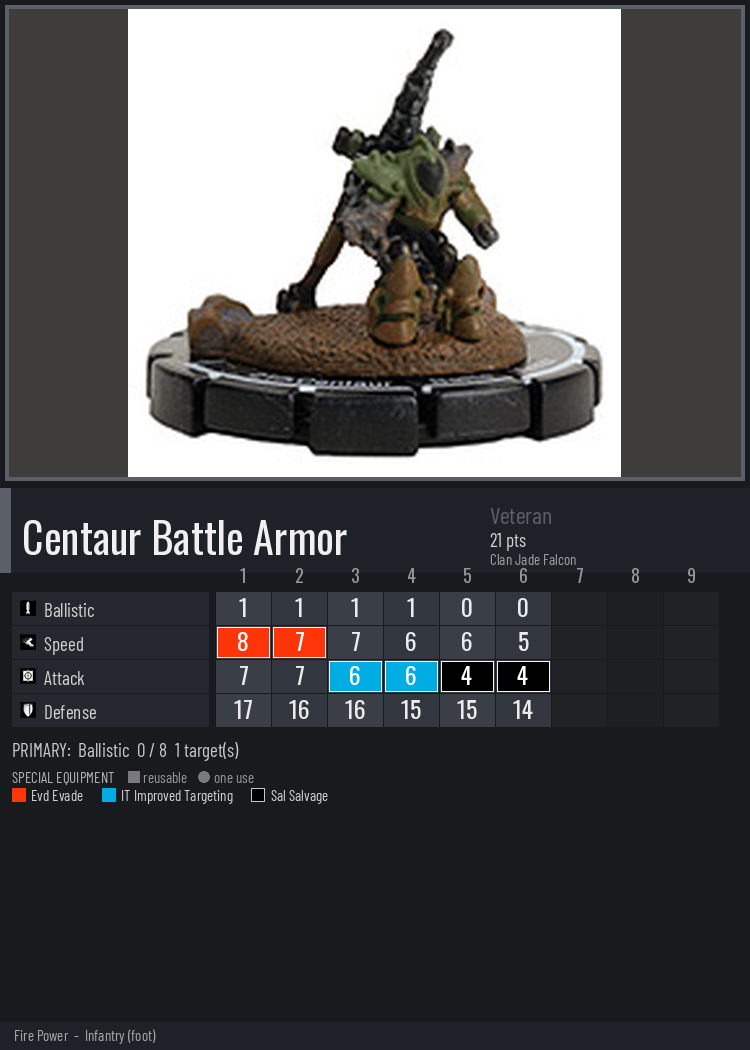 Centaur
Centaur Battle Armor
Veteran
21 pts
Clan Jade Falcon
1 2 3 4 5 6 7 8 9
Ballistic 1 1 1 1 0 0
Speed 8 7 7 6 6 5
Attack 7 7 6 6 4 4
Defense 17 16 16 15 15 14
PRIMARY: Ballistic 0 / 8 1 target(s)
SPECIAL EQUIPMENT reusable one use
Evd Evade IT Improved Targeting Sal Salvage
Fire Power - Infantry (foot)